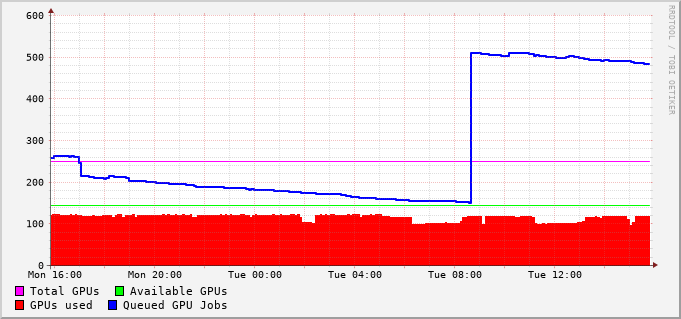 600
500
400
300
200
100
0
Mon 16:00 Mon 20:00 Tue 00:00 Tue 04:00 Tue 08:00 Tue 12:00
Total GPUs Available GPUs
GPUs used Queued GPU Jobs
RRDTOOL / TOBI OETIKER